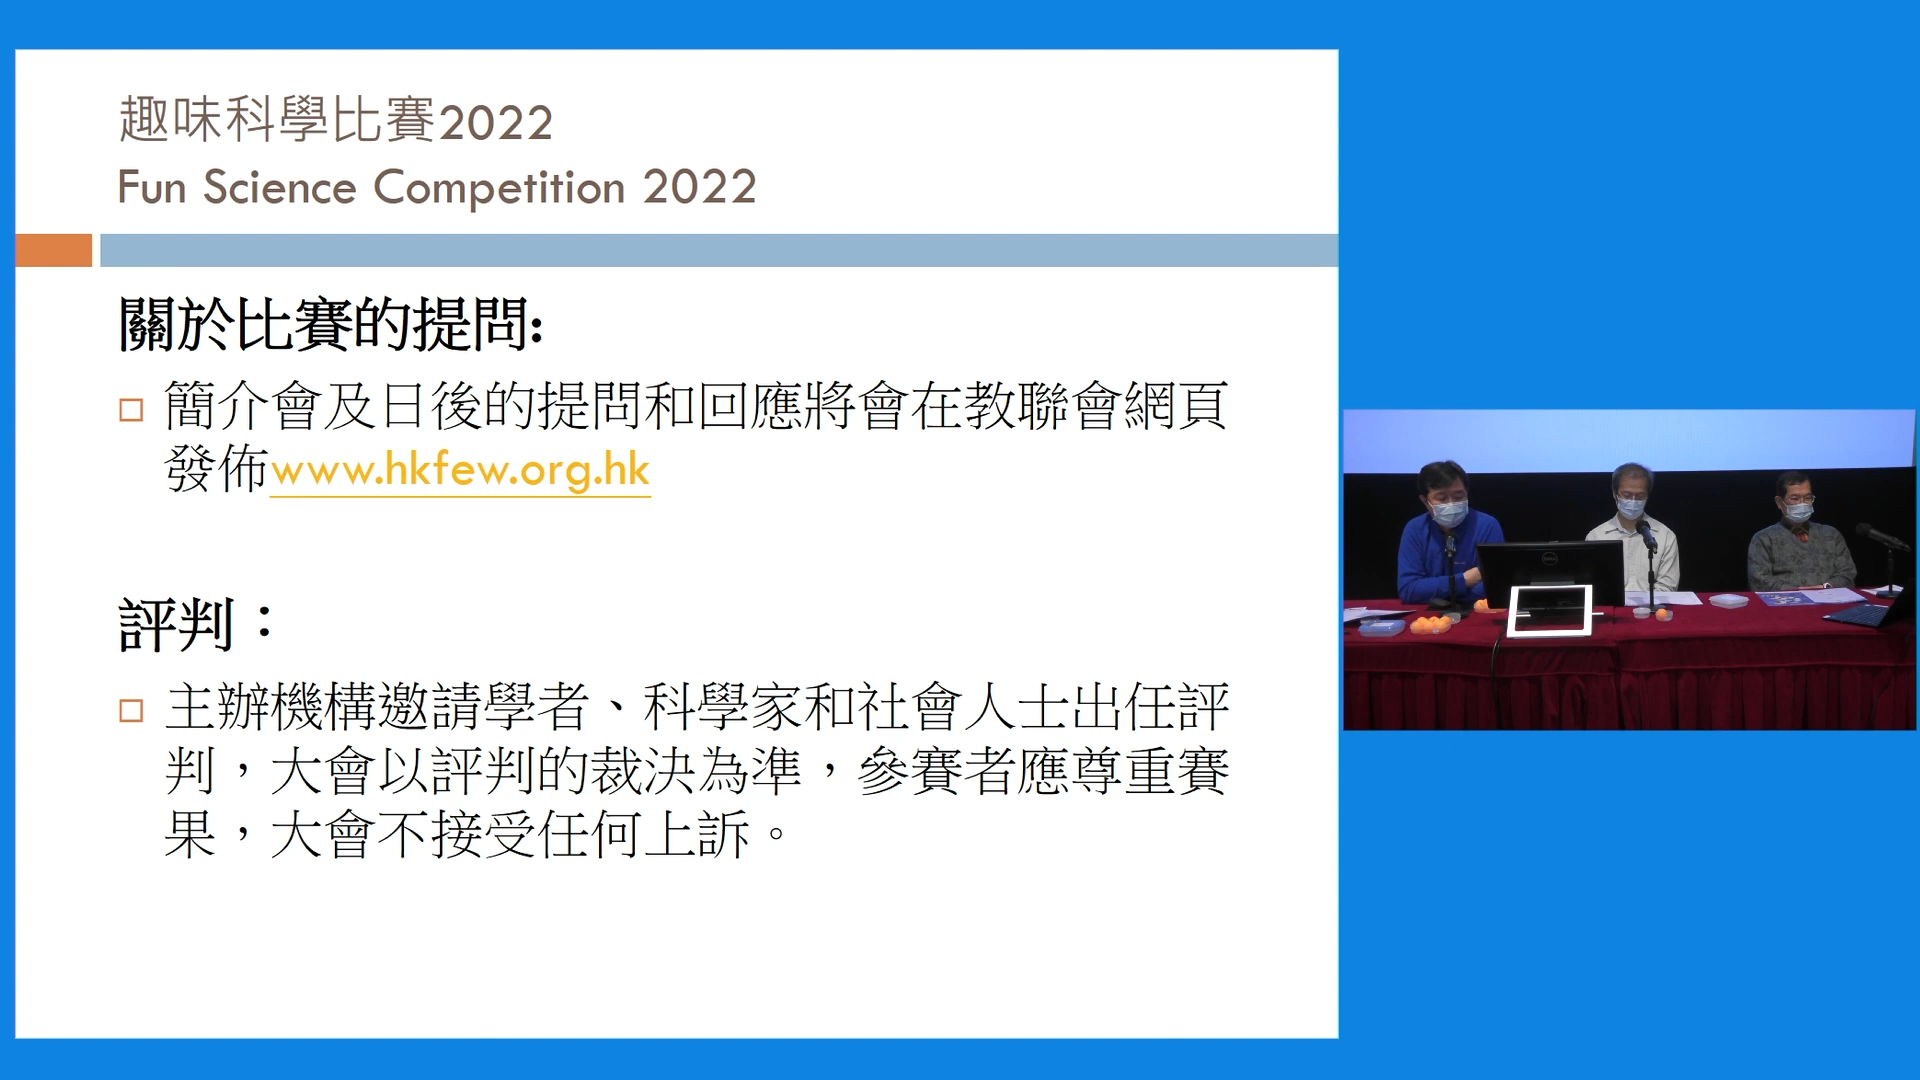 趣味科學比賽2022
Fun Science Competition 2022
關於比賽的提問:
簡介會及日後的提問和回應將會在教聯會網頁
發佈www.hkfew.org.hk
評判：
主辦機構邀請學者、科學家和社會人士出任評
判，大會以評判的裁決為準，參賽者應尊重賽
果，大會不接受任何上訴。